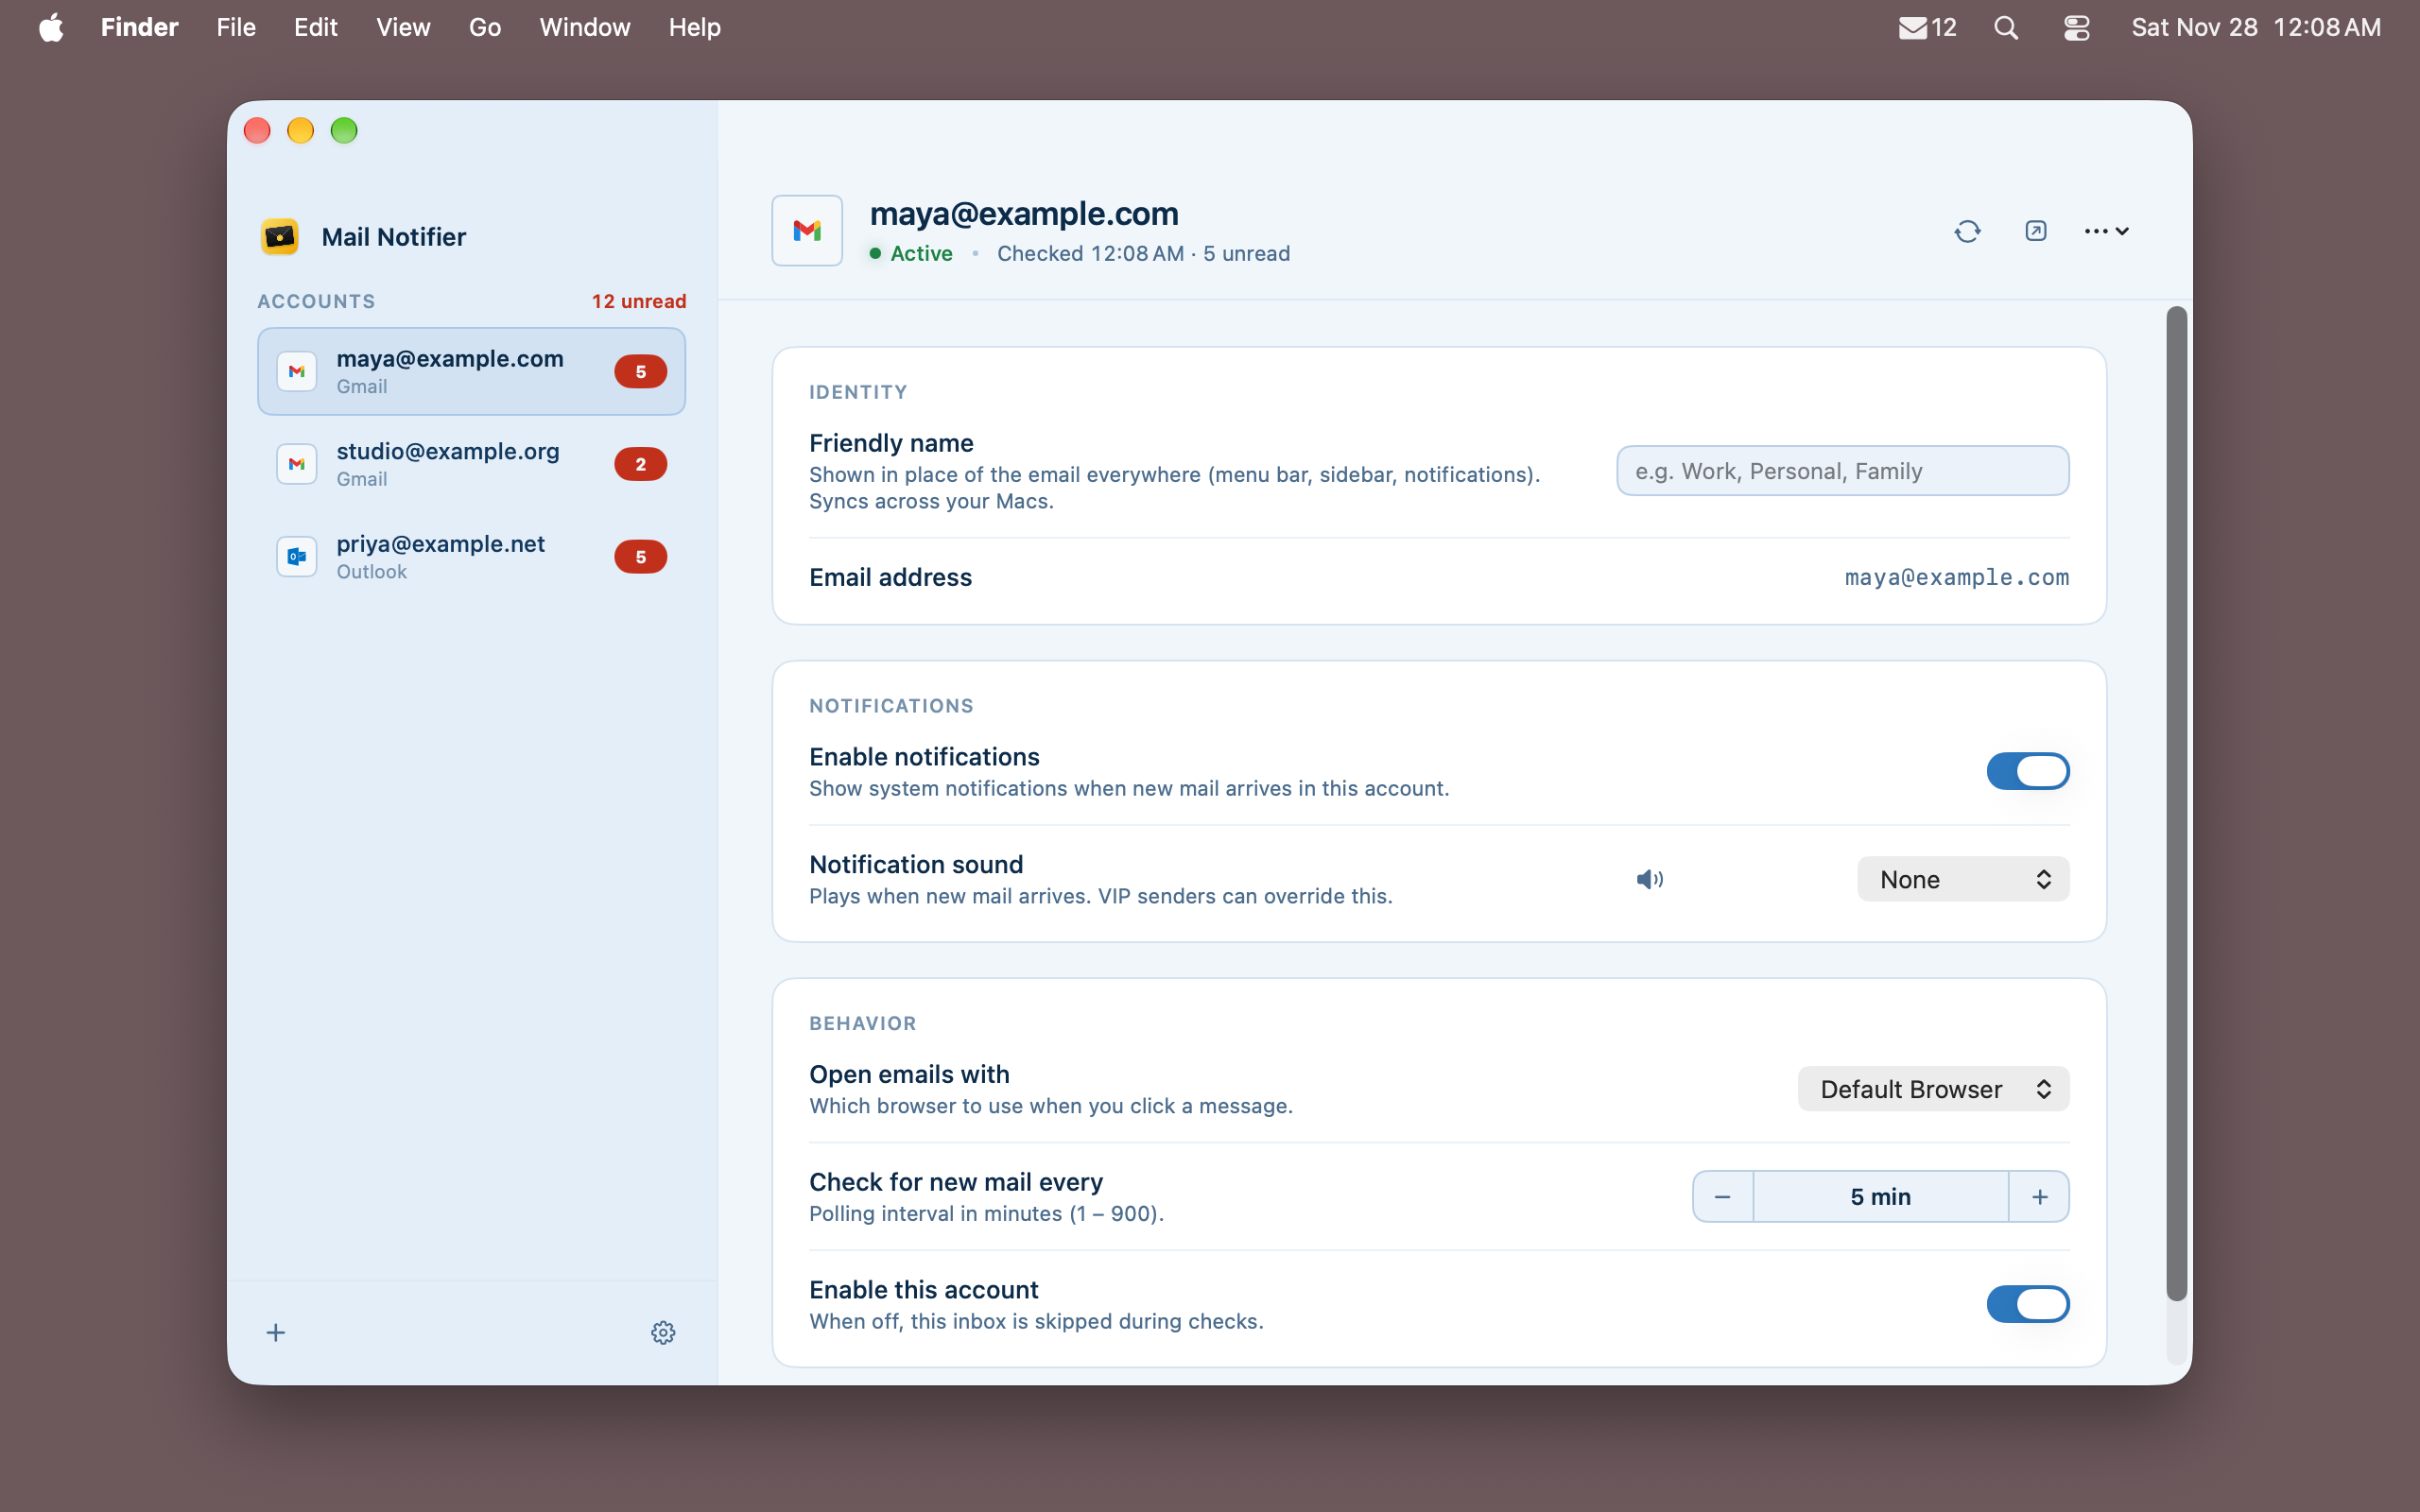 Finder File Edit View Go Window Help 12 Sat Nov 28 12:08 AM
Mail Notifier
ACCOUNTS 12 unread
maya@example.com
Gmail
5
studio@example.org
Gmail
2
priya@example.net
Outlook
5
maya@example.com
Active • Checked 12:08 AM · 5 unread
IDENTITY
Friendly name
Shown in place of the email everywhere (menu bar, sidebar, notifications).
Syncs across your Macs.
e.g. Work, Personal, Family
Email address maya@example.com
NOTIFICATIONS
Enable notifications
Show system notifications when new mail arrives in this account.
Notification sound
Plays when new mail arrives. VIP senders can override this.
None
BEHAVIOR
Open emails with
Which browser to use when you click a message.
Default Browser
Check for new mail every
Polling interval in minutes (1 – 900).
− 5 min +
Enable this account
When off, this inbox is skipped during checks.